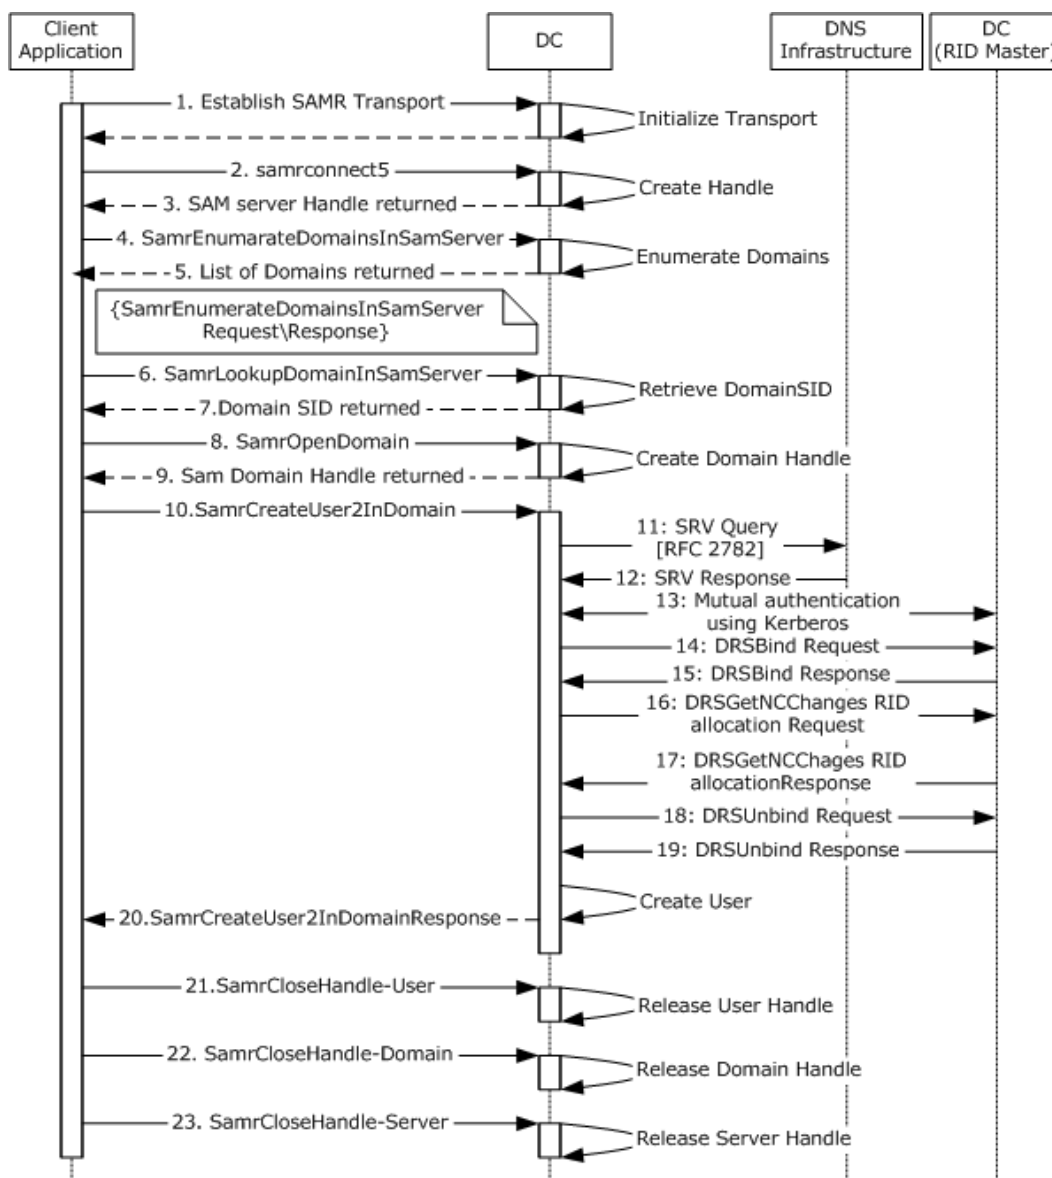 Client
Application
DC
DNS
Infrastructure
DC
(RID Master)
1. Establish SAMR Transport
Initialize Transport
2. samrconnect5
Create Handle
3. SAM server Handle returned
4. SamrEnumarateDomainsInSamServer
Enumerate Domains
5. List of Domains returned
{SamrEnumerateDomainsInSamServer
Request\Response}
6. SamrLookupDomainInSamServer
Retrieve DomainSID
7.Domain SID returned
8. SamrOpenDomain
Create Domain Handle
9. Sam Domain Handle returned
10.SamrCreateUser2InDomain
11: SRV Query
[RFC 2782]
12: SRV Response
13: Mutual authentication
using Kerberos
14: DRSBind Request
15: DRSBind Response
16: DRSGetNCChanges RID
allocation Request
17: DRSGetNCChages RID
allocationResponse
18: DRSUnbind Request
19: DRSUnbind Response
Create User
20.SamrCreateUser2InDomainResponse
21.SamrCloseHandle-User
Release User Handle
22. SamrCloseHandle-Domain
Release Domain Handle
23. SamrCloseHandle-Server
Release Server Handle